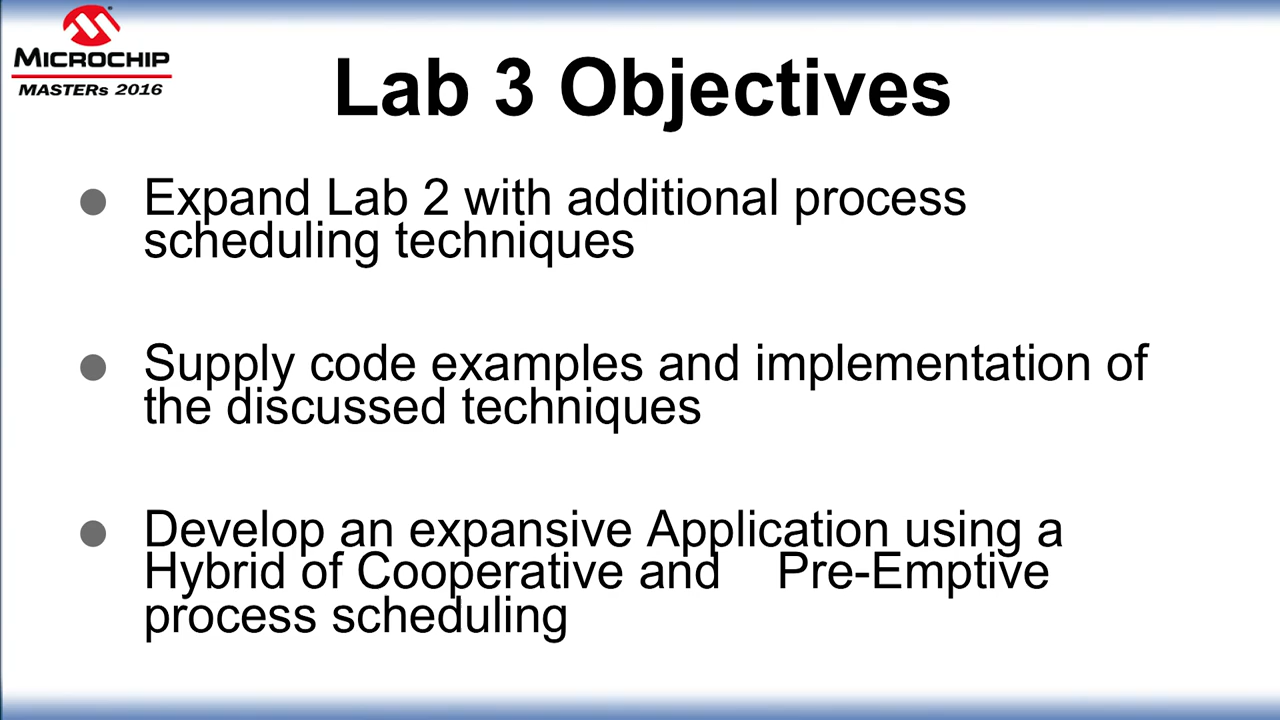 MICROCHIP
MASTERs 2016
Lab 3 Objectives
Expand Lab 2 with additional process
scheduling techniques
Supply code examples and implementation of
the discussed techniques
Develop an expansive Application using a
Hybrid of Cooperative and Pre-Emptive
process scheduling